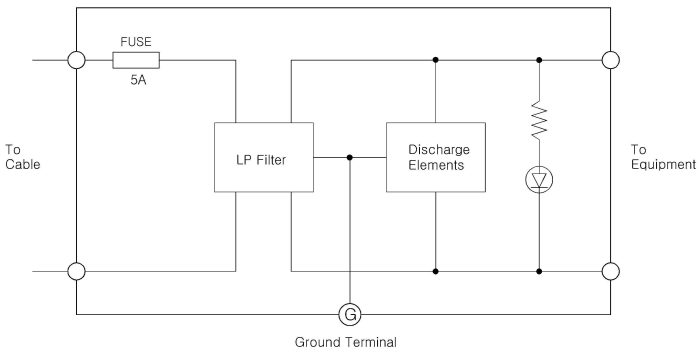 FUSE
5A
To
Cable
LP Filter
Discharge
Elements
To
Equipment
G
Ground Terminal